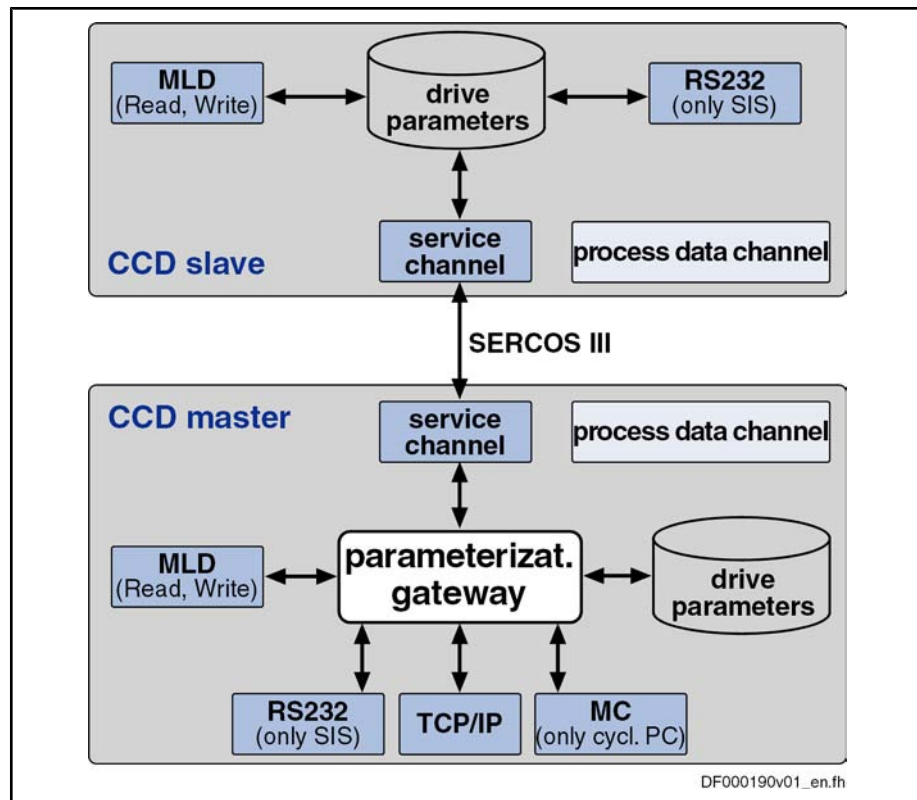 MLD
(Read, Write)
drive
parameters
RS232
(only SIS)
service
channel
process data channel
CCD slave
SERCOS III
CCD master
service
channel
process data channel
MLD
(Read, Write)
parameterizat.
gateway
drive
parameters
RS232
(only SIS)
TCP/IP
MC
(only cycl. PC)
DF000190v01_en.fh